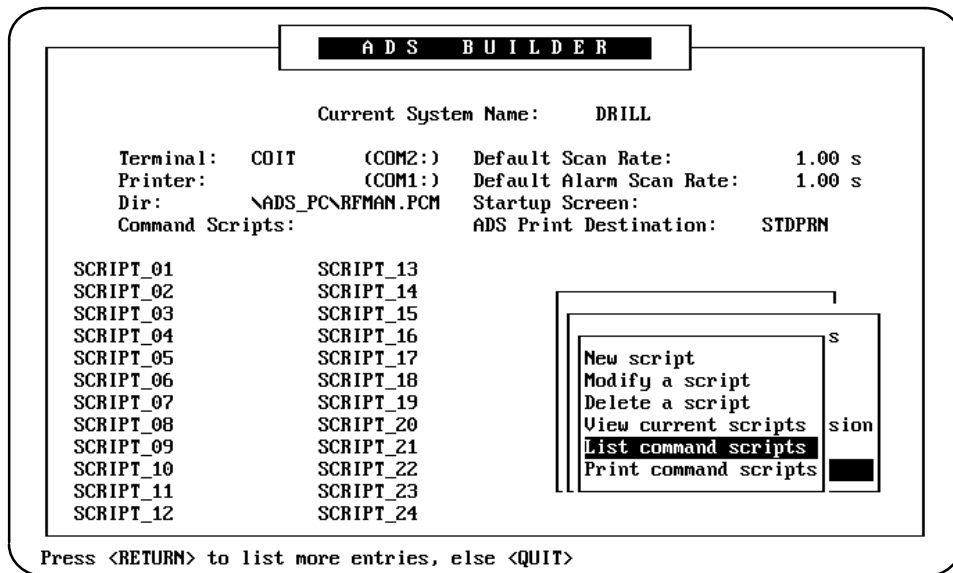 ADS BUILDER
Current System Name: DRILL
Terminal: COIT (COM2:) Default Scan Rate: 1.00 s
Printer: (COM1:) Default Alarm Scan Rate: 1.00 s
Dir: \ADS_PC\RFMAN.PCM Startup Screen:
Command Scripts: ADS Print Destination: STDPRN
SCRIPT_01 SCRIPT_13
SCRIPT_02 SCRIPT_14
SCRIPT_03 SCRIPT_15
SCRIPT_04 SCRIPT_16 s
SCRIPT_05 SCRIPT_17 New script
SCRIPT_06 SCRIPT_18 Modify a script
SCRIPT_07 SCRIPT_19 Delete a script
SCRIPT_08 SCRIPT_20 View current scripts sion
SCRIPT_09 SCRIPT_21 List command scripts
SCRIPT_10 SCRIPT_22 Print command scripts
SCRIPT_11 SCRIPT_23
SCRIPT_12 SCRIPT_24
Press <RETURN> to list more entries, else <QUIT>